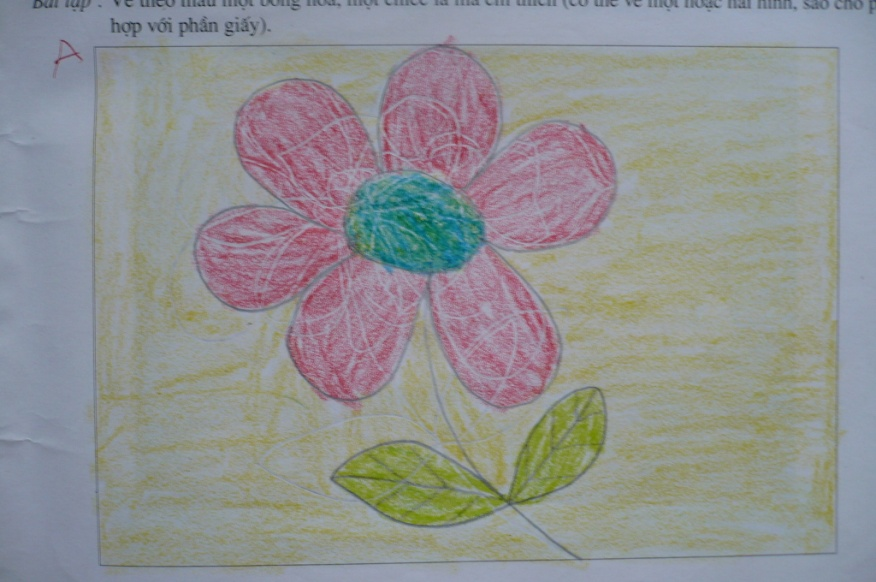 Bài tập : Vẽ theo mẫu một bông hoa, một chiếc lá mà em thích (có thể vẽ một hoặc hai hình, sao cho
hợp với phần giấy).
A